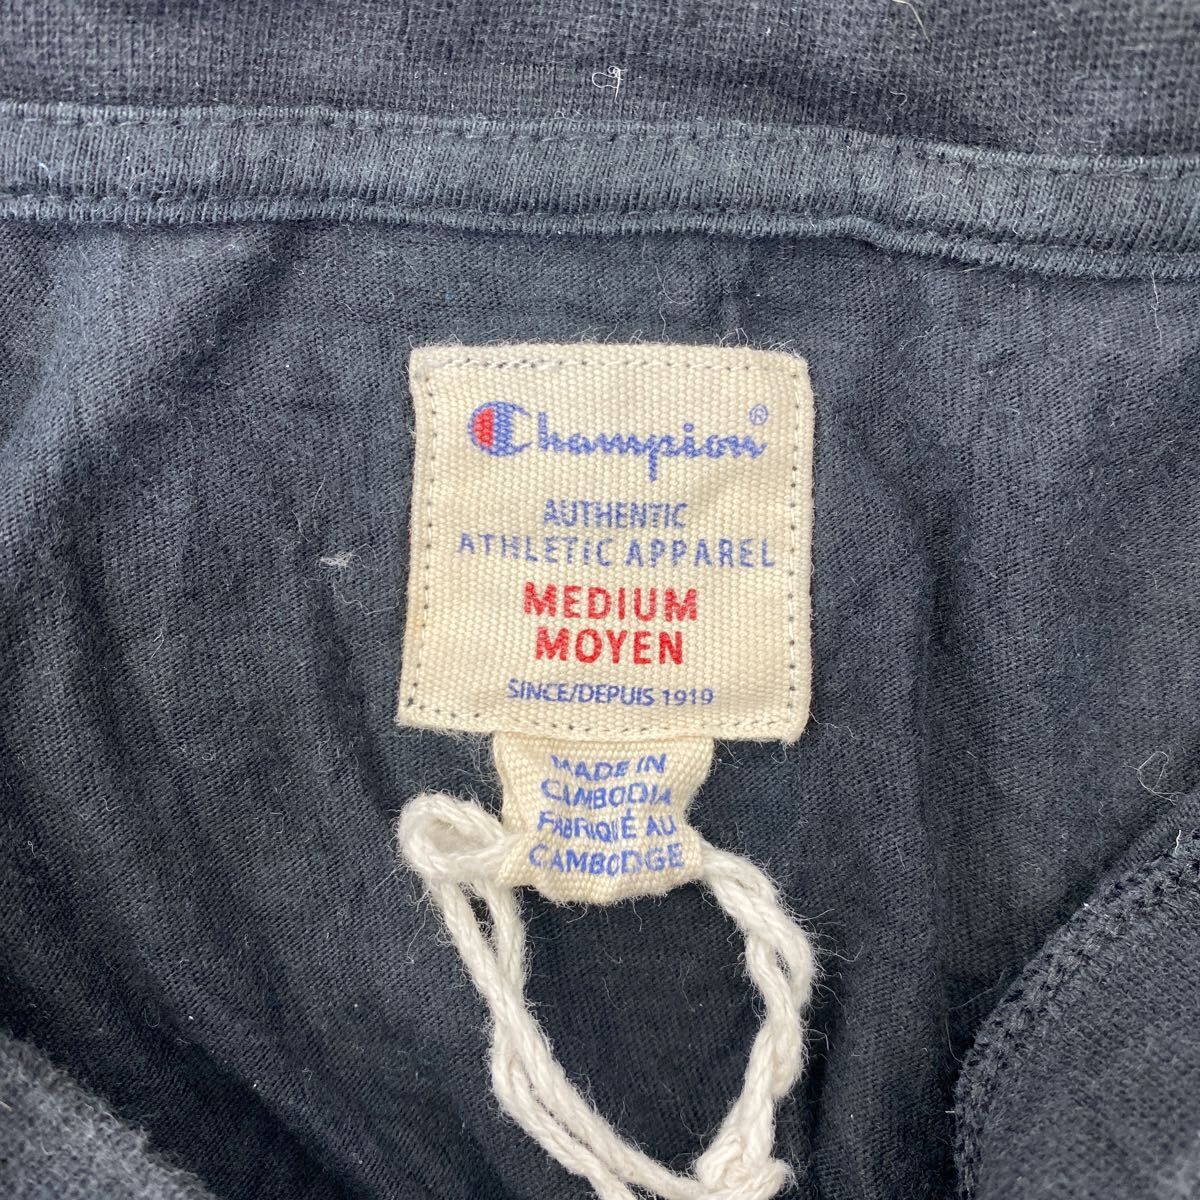 Champion®
AUTHENTIC
ATHLETIC APPAREL
MEDIUM
MOYEN
SINCE/DEPUIS 1919
MADE IN
CAMBODIA
FABRIQUÉ AU
CAMBODGE